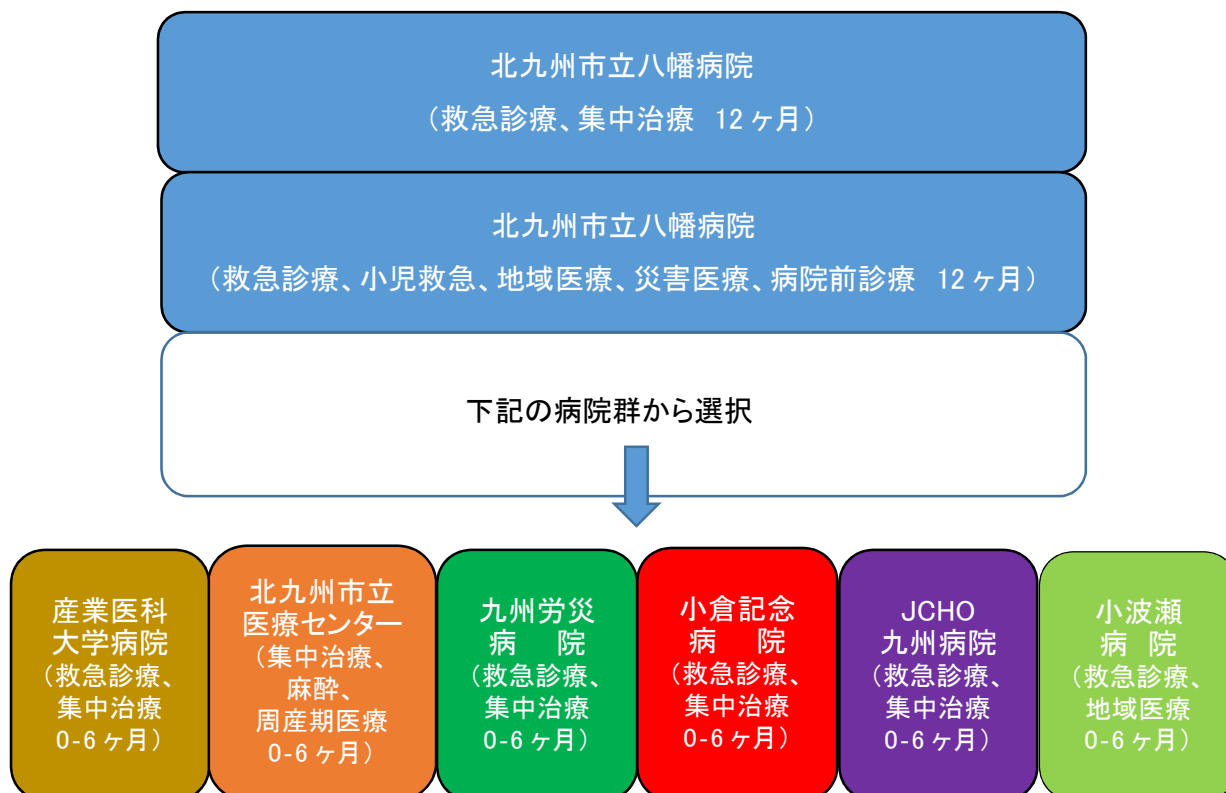 北九州市立八幡病院
（救急診療、集中治療 12 ヶ月）
北九州市立八幡病院
（救急診療、小児救急、地域医療、災害医療、病院前診療 12 ヶ月）
下記の病院群から選択
産業医科
大学病院
（救急診療、
集中治療
0-6 ヶ月）
北九州市立
医療センター
（集中治療、
麻酔、
周産期医療
0-6 ヶ月）
九州労災
病　院
（救急診療、
集中治療
0-6 ヶ月）
小倉記念
病　院
（救急診療、
集中治療
0-6 ヶ月）
JCHO
九州病院
（救急診療、
集中治療
0-6 ヶ月）
小波瀬
病 院
（救急診療、
地域医療
0-6 ヶ月）